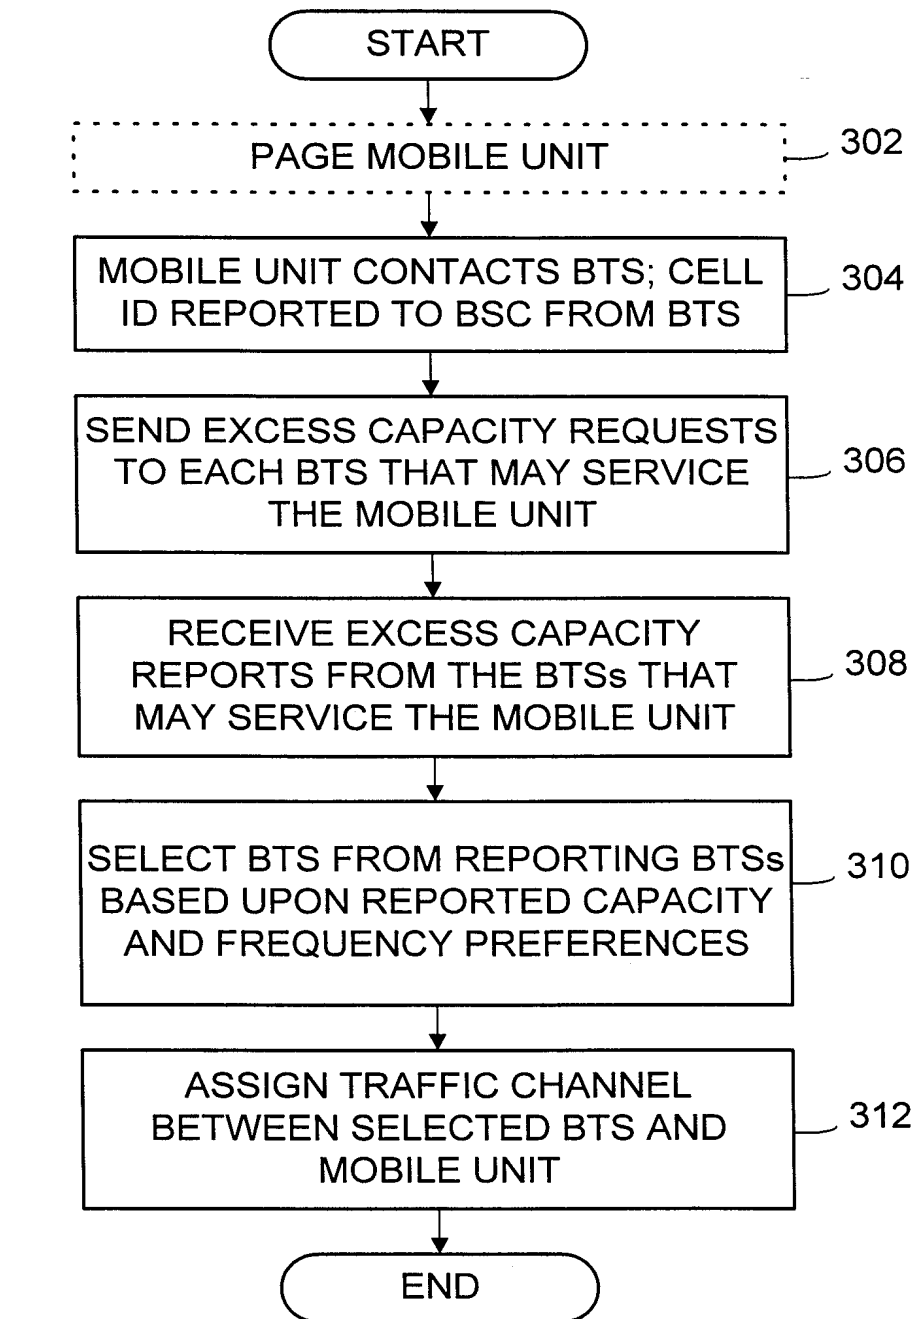 START
PAGE MOBILE UNIT
302
MOBILE UNIT CONTACTS BTS; CELL
ID REPORTED TO BSC FROM BTS
304
SEND EXCESS CAPACITY REQUESTS
TO EACH BTS THAT MAY SERVICE
THE MOBILE UNIT
306
RECEIVE EXCESS CAPACITY
REPORTS FROM THE BTSs THAT
MAY SERVICE THE MOBILE UNIT
308
SELECT BTS FROM REPORTING BTSs
BASED UPON REPORTED CAPACITY
AND FREQUENCY PREFERENCES
310
ASSIGN TRAFFIC CHANNEL
BETWEEN SELECTED BTS AND
MOBILE UNIT
312
END